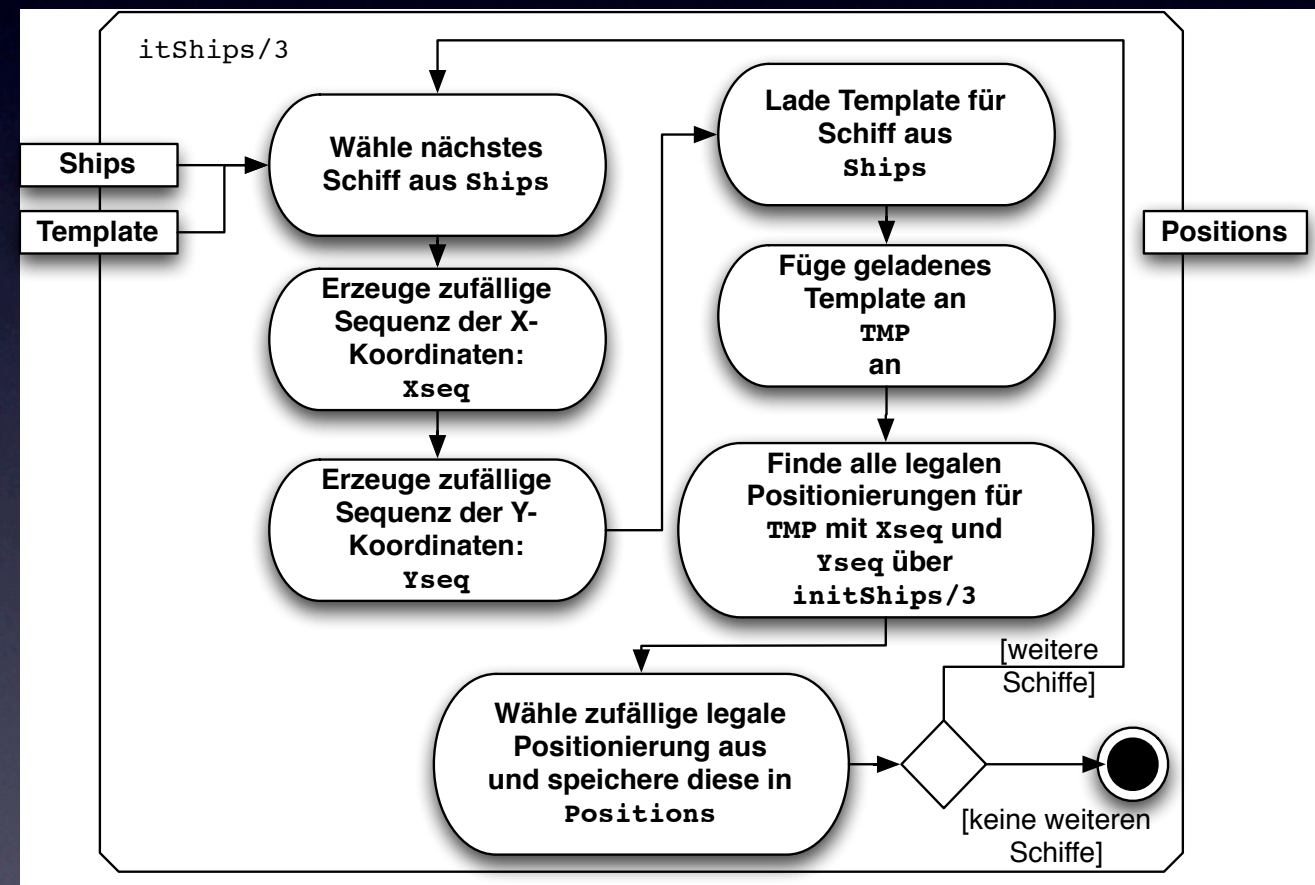 itShips/3
Ships
Template
Wähle nächstes
Schiff aus Ships
Erzeuge zufällige
Sequenz der X-
Koordinaten:
Xseq
Erzeuge zufällige
Sequenz der Y-
Koordinaten:
Yseq
Lade Template für
Schiff aus
Ships
Füge geladenes
Template an
TMP
an
Finde alle legalen
Positionierungen für
TMP mit Xseq und
Yseq über
initShips/3
Wähle zufällige legale
Positionierung aus
und speichere diese in
Positions
[weitere
Schiffe]
[keine weiteren
Schiffe]
Positions